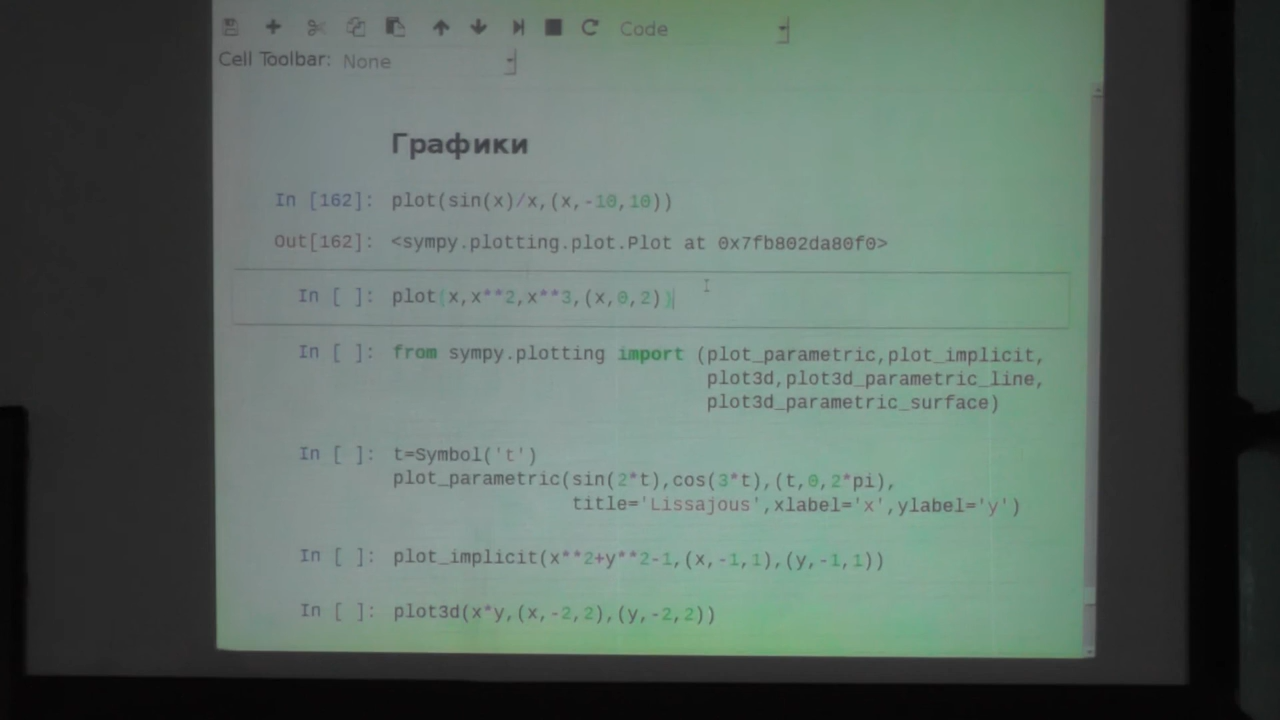 Code
Cell Toolbar: None
Графики
In [162]: plot(sin(x)/x,(x,-10,10))
Out[162]: <sympy.plotting.plot.Plot at 0x7fb802da80f0>
In [ ]: plot(x,x**2,x**3,(x,0,2))
In [ ]: from sympy.plotting import (plot_parametric,plot_implicit,
plot3d,plot3d_parametric_line,
plot3d_parametric_surface)
In [ ]: t=Symbol('t')
plot_parametric(sin(2*t),cos(3*t),(t,0,2*pi),
title='Lissajous',xlabel='x',ylabel='y')
In [ ]: plot_implicit(x**2+y**2-1,(x,-1,1),(y,-1,1))
In [ ]: plot3d(x*y,(x,-2,2),(y,-2,2))